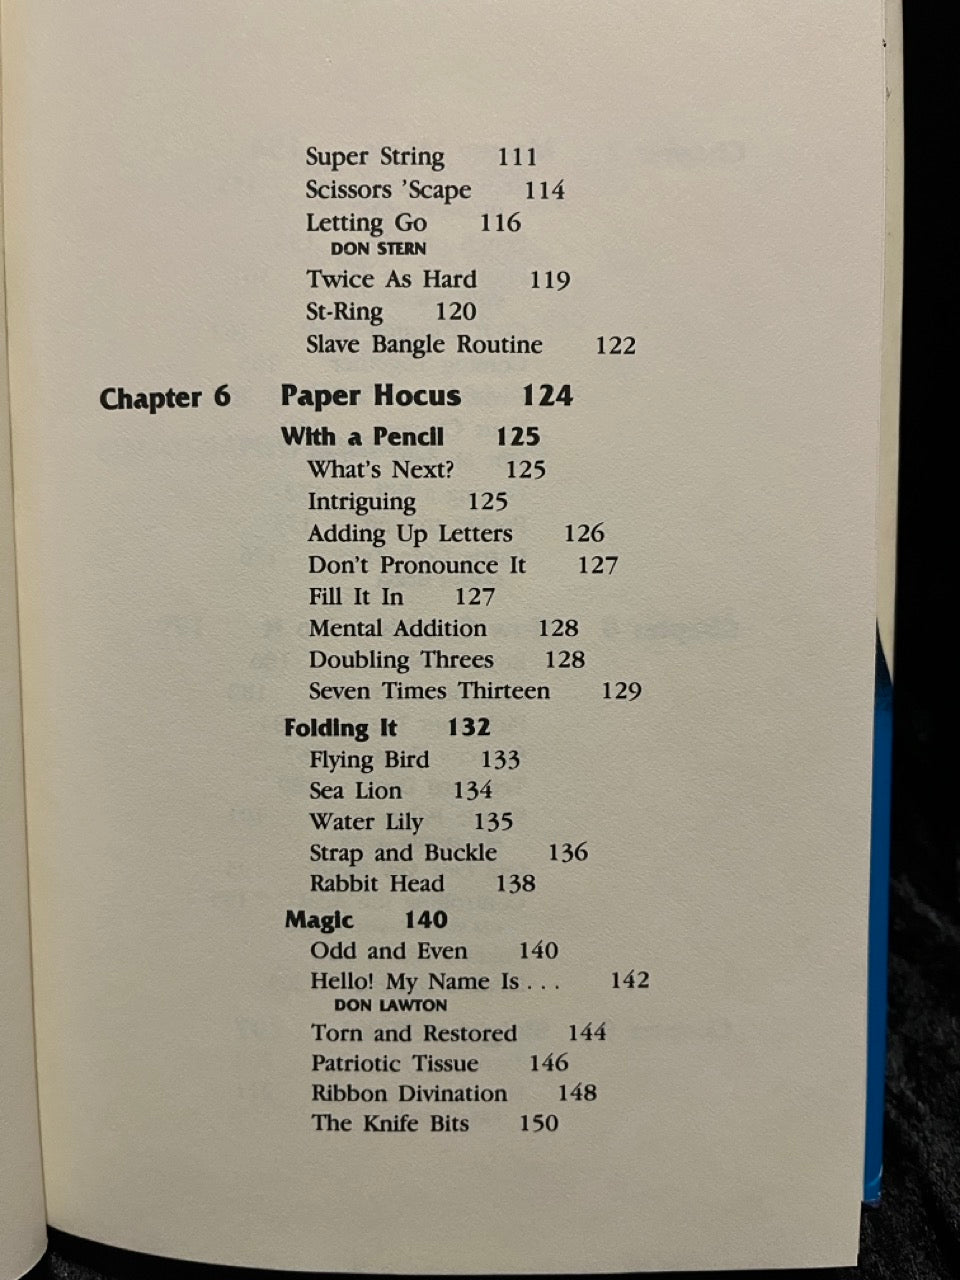 Super String 111
Scissors ’Scape 114
Letting Go 116
DON STERN
Twice As Hard 119
St-Ring 120
Slave Bangle Routine 122
Chapter 6 Paper Hocus 124
With a Pencil 125
What's Next? 125
Intriguing 125
Adding Up Letters 126
Don't Pronounce It 127
Fill It In 127
Mental Addition 128
Doubling Threes 128
Seven Times Thirteen 129
Folding It 132
Flying Bird 133
Sea Lion 134
Water Lily 135
Strap and Buckle 136
Rabbit Head 138
Magic 140
Odd and Even 140
Hello! My Name Is . . . 142
DON LAWTON
Torn and Restored 144
Patriotic Tissue 146
Ribbon Divination 148
The Knife Bits 150